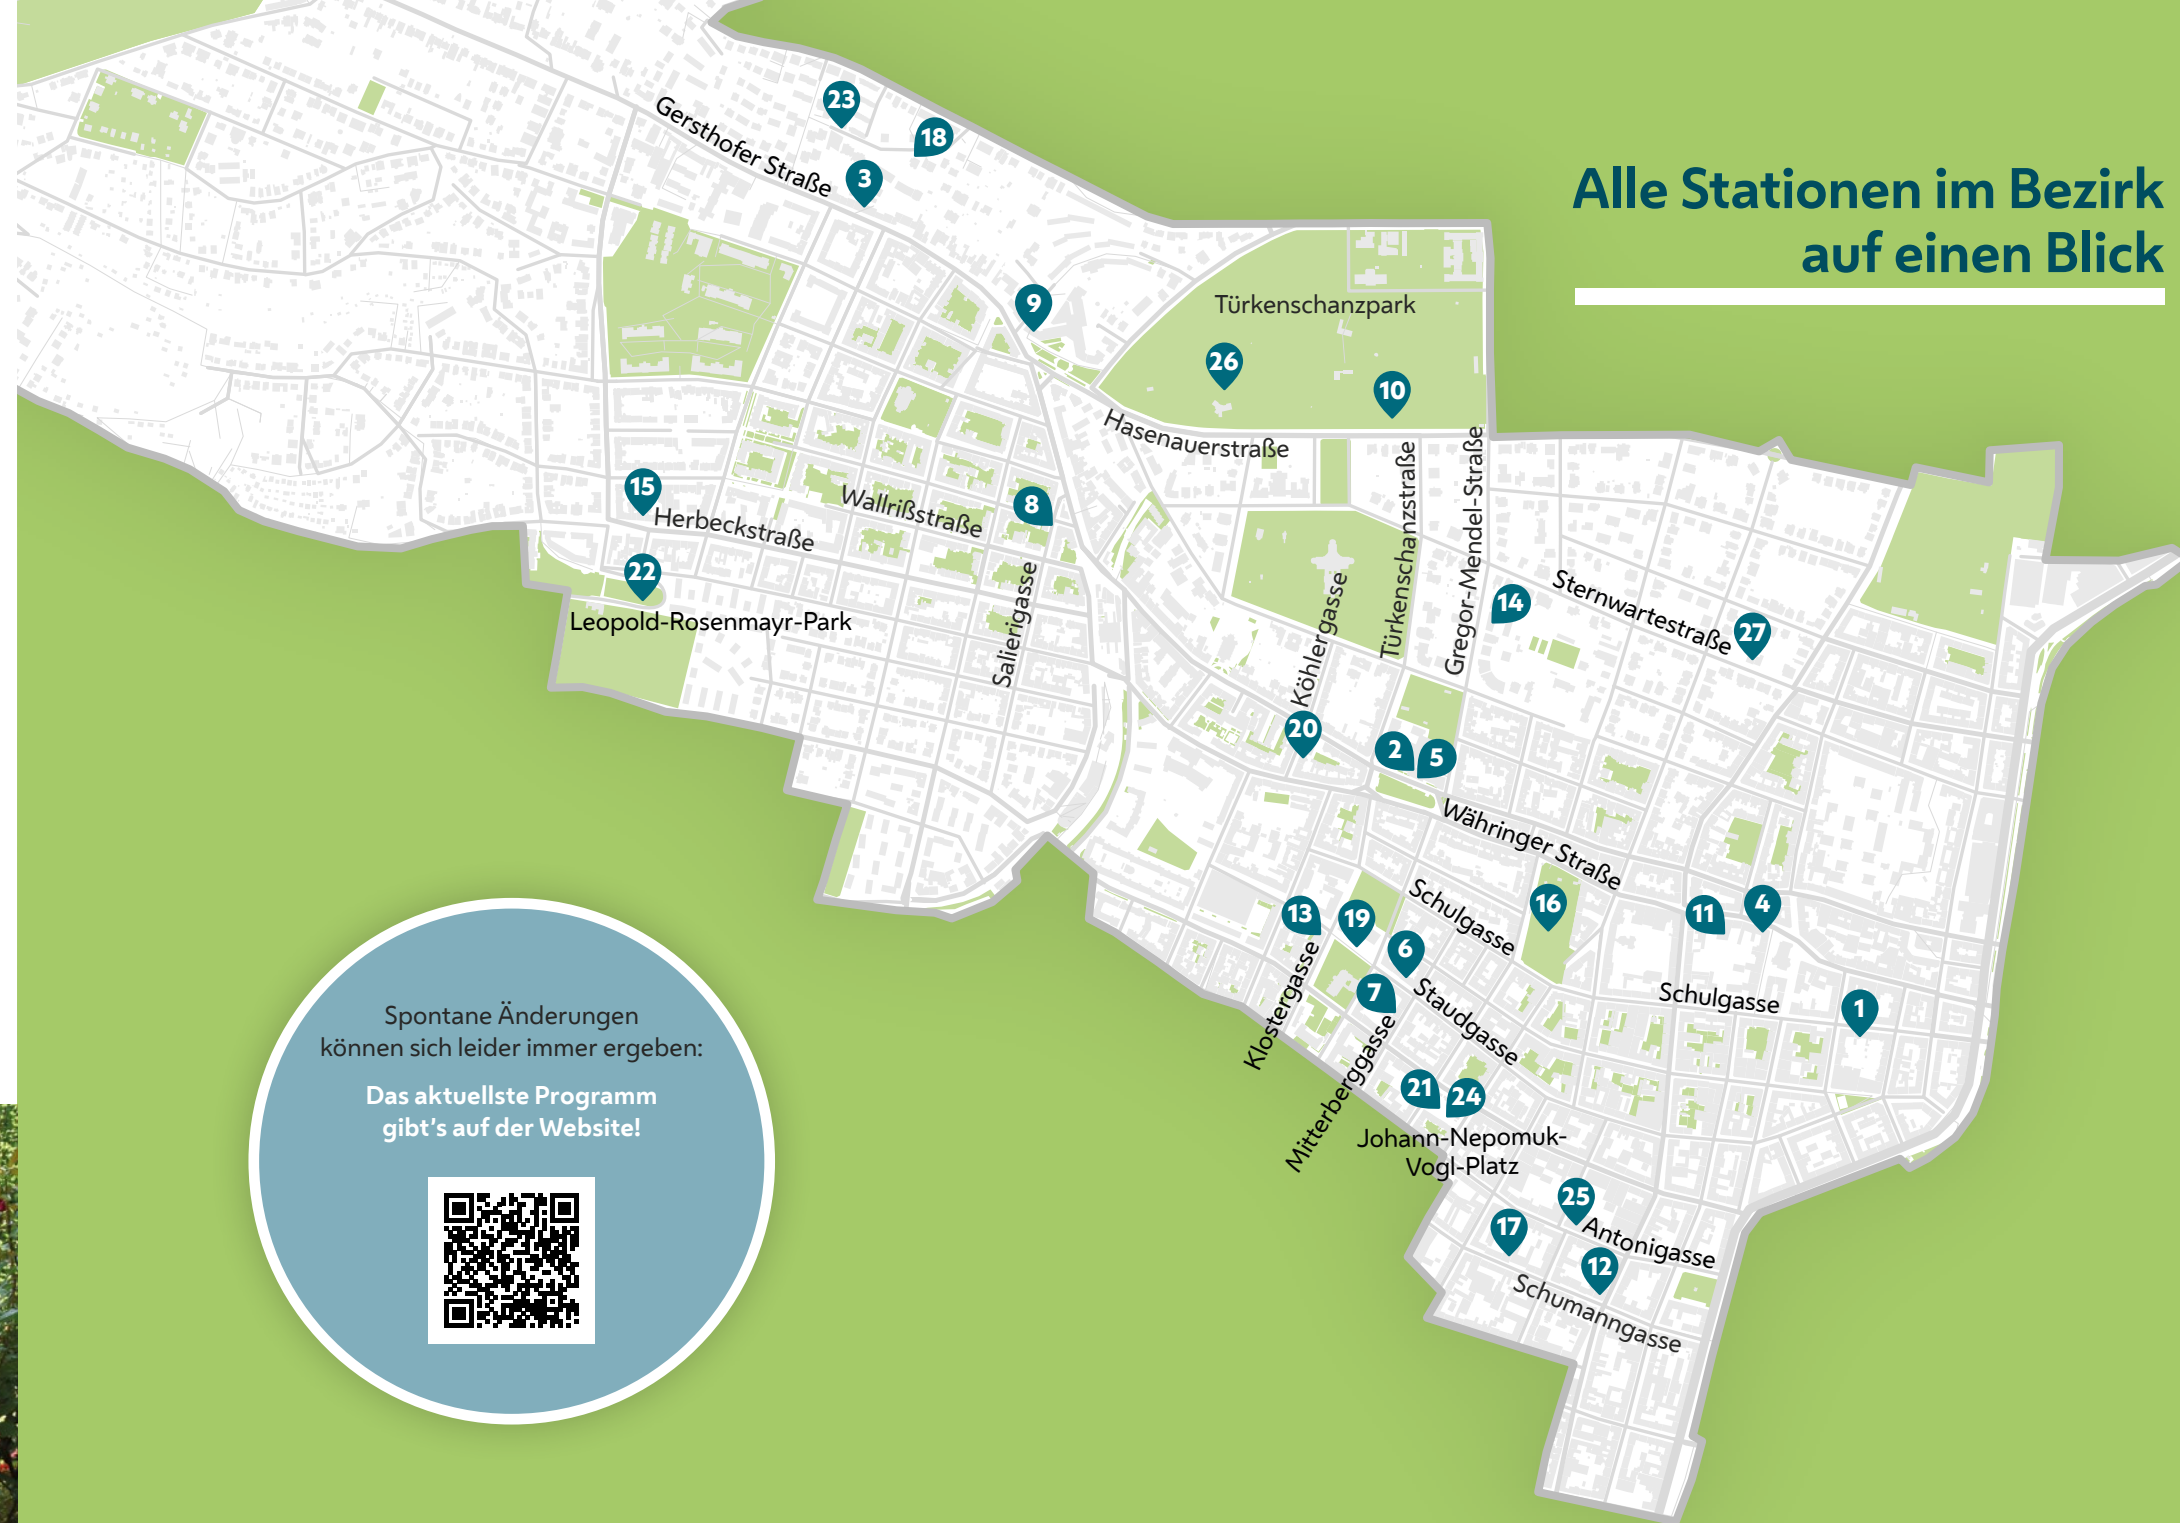 Alle Stationen im Bezirk
auf einen Blick
23
18
Gersthofer Straße
3
9
Türkenschanzpark
26
10
Hasenauerstraße
15
Herbeckstraße
Wallrißstraße
8
22
Leopold-Rosenmayr-Park
Salierigasse
Köhlergasse
Türkenschanzstraße
Gregor-Mendel-Straße
14
Sternwartestraße
27
20
2
5
Währinger Straße
Schulgasse
16
11
4
13
19
6
7
Klostergasse
Staudgasse
Mitterberggasse
Schulgasse
1
21
24
Johann-Nepomuk-
Vogl-Platz
25
17
Antonigasse
12
Schumanngasse
Spontane Änderungen
können sich leider immer ergeben:
Das aktuellste Programm
gibt's auf der Website!